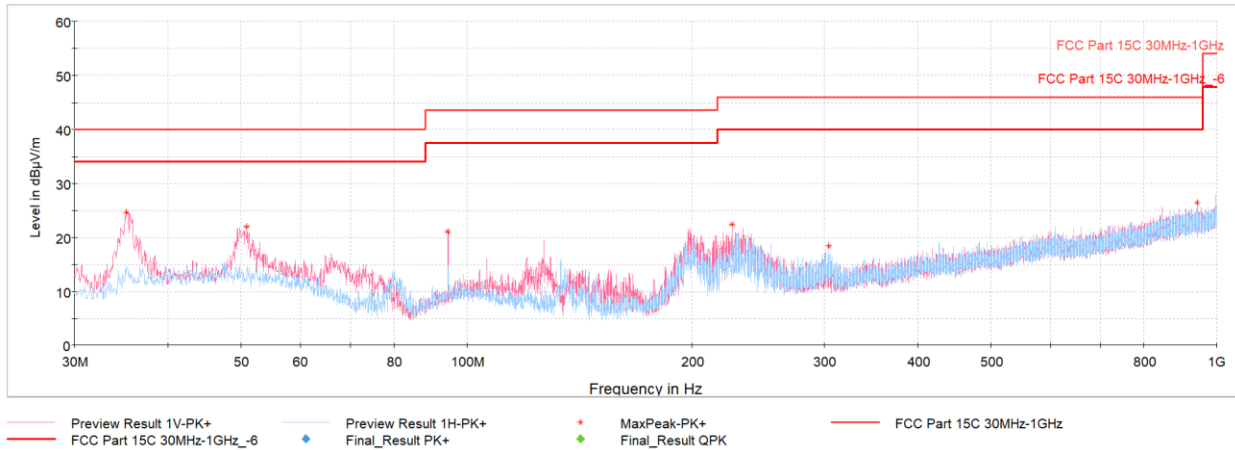 60
FCC Part 15C 30MHz-1GHz
50
FCC Part 15C 30MHz-1GHz_-6
40
30
20
10
0
Level in dBµV/m
30M 50 60 80 100M 200 300 400 500 800 1G
Frequency in Hz
Preview Result 1V-PK+ Preview Result 1H-PK+ MaxPeak-PK+ FCC Part 15C 30MHz-1GHz
FCC Part 15C 30MHz-1GHz_-6 Final_Result PK+ Final_Result QPK